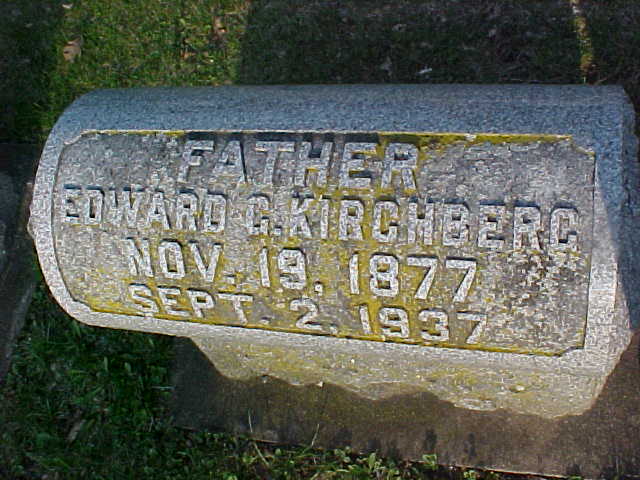 FATHER
EDWARD C. KIRCHBERG
NOV. 19, 1877
SEPT. 2, 1937